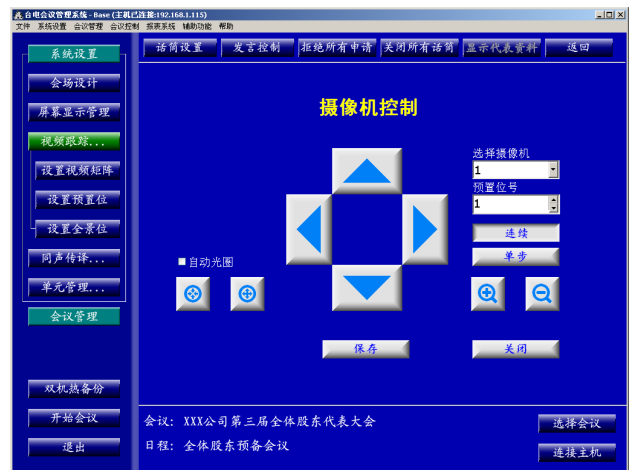 台电会议管理系统 - Base (主机已连接:192.168.1.115)
文件 系统设置 会议管理 会议控制 报表系统 辅助功能 帮助
系统设置
话筒设置 发言控制 拒绝所有申请 关闭所有话筒 显示代表资料 返回
会场设计
屏幕显示管理
视频跟踪...
设置视频矩阵
设置预置位
设置全景位
同声传译...
单元管理...
会议管理
双机热备份
开始会议
退出
摄像机控制
选择摄像机
1
预置位号
1
连续
单步
自动光圈
保存 关闭
会议: XXX公司第三届全体股东代表大会
日程: 全体股东预备会议
选择会议
连接主机